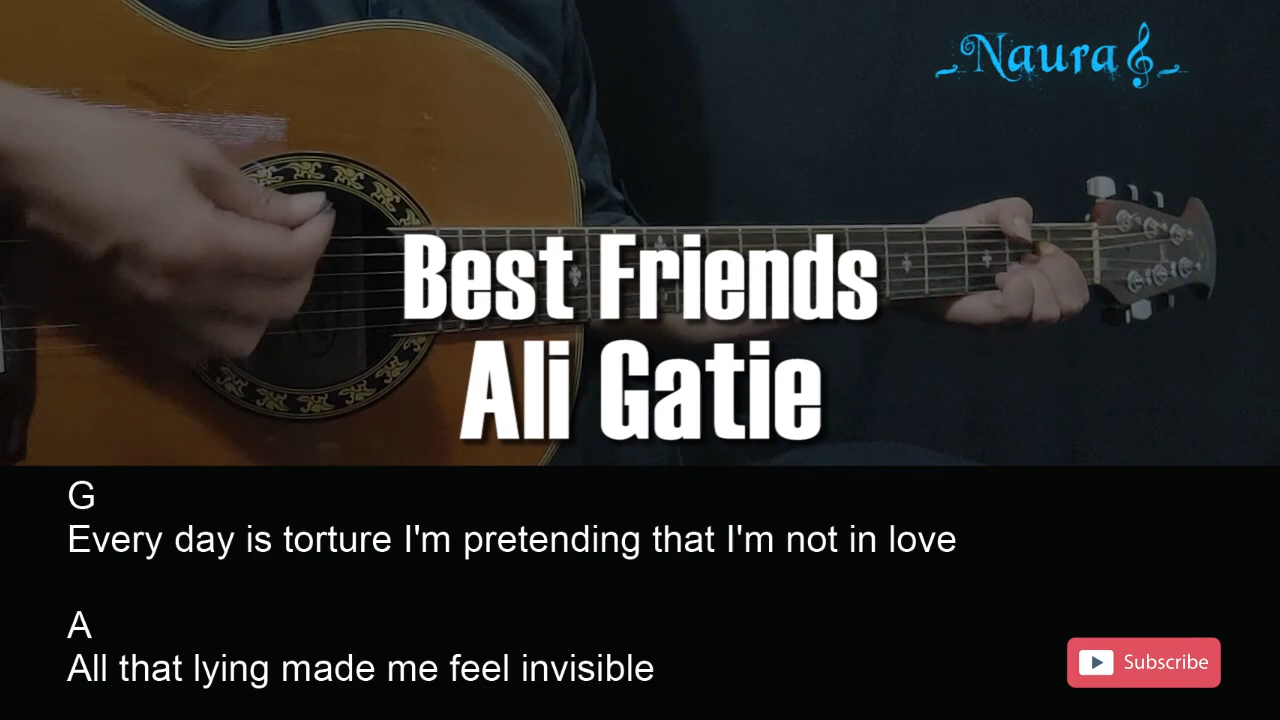 Naura
Best Friends
Ali Gatie
G
Every day is torture I'm pretending that I'm not in love
A
All that lying made me feel invisible
Subscribe